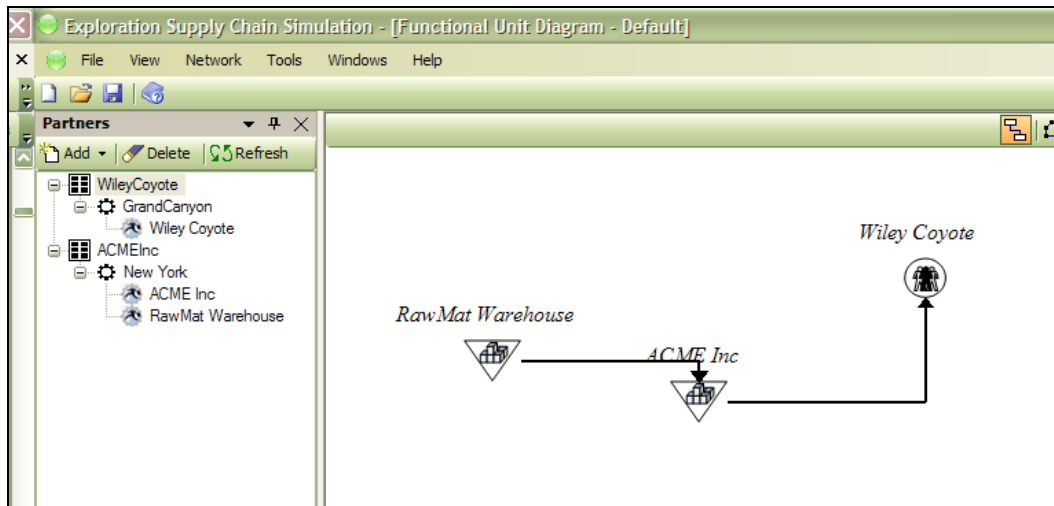 Exploration Supply Chain Simulation - [Functional Unit Diagram - Default]
File View Network Tools Windows Help
Partners
Add Delete Refresh
WileyCoyote
GrandCanyon
Wiley Coyote
ACMEInc
New York
ACME Inc
RawMat Warehouse
Wiley Coyote
RawMat Warehouse
ACME Inc